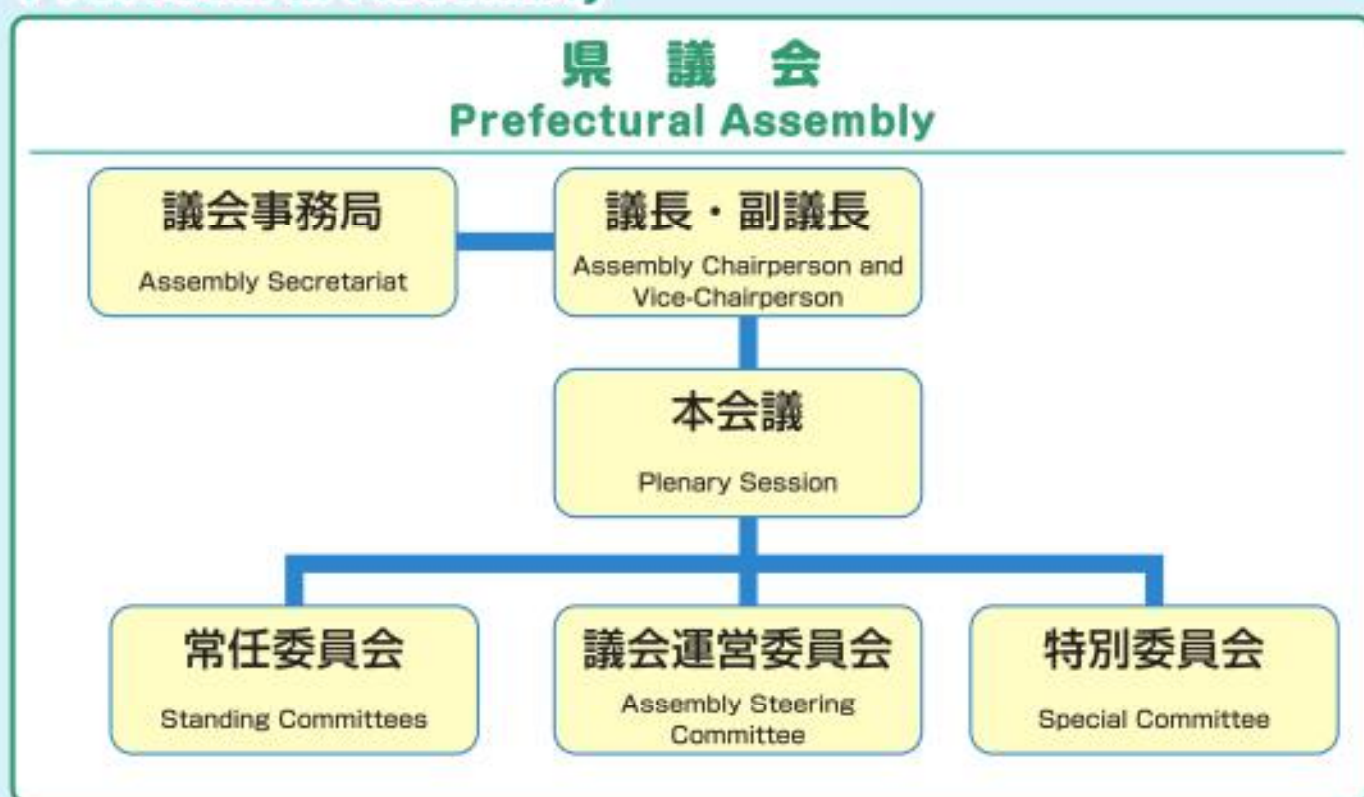 県議会
Prefectural Assembly
議会事務局
Assembly Secretariat
議長・副議長
Assembly Chairperson and
Vice-Chairperson
本会議
Plenary Session
常任委員会
Standing Committees
議会運営委員会
Assembly Steering
Committee
特別委員会
Special Committee